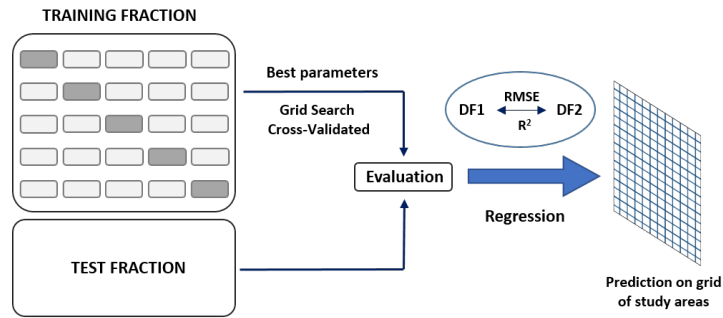 TRAINING FRACTION
Best parameters
Grid Search
Cross-Validated
TEST FRACTION
Evaluation
RMSE
DF1 DF2
R²
Regression
Prediction on grid
of study areas